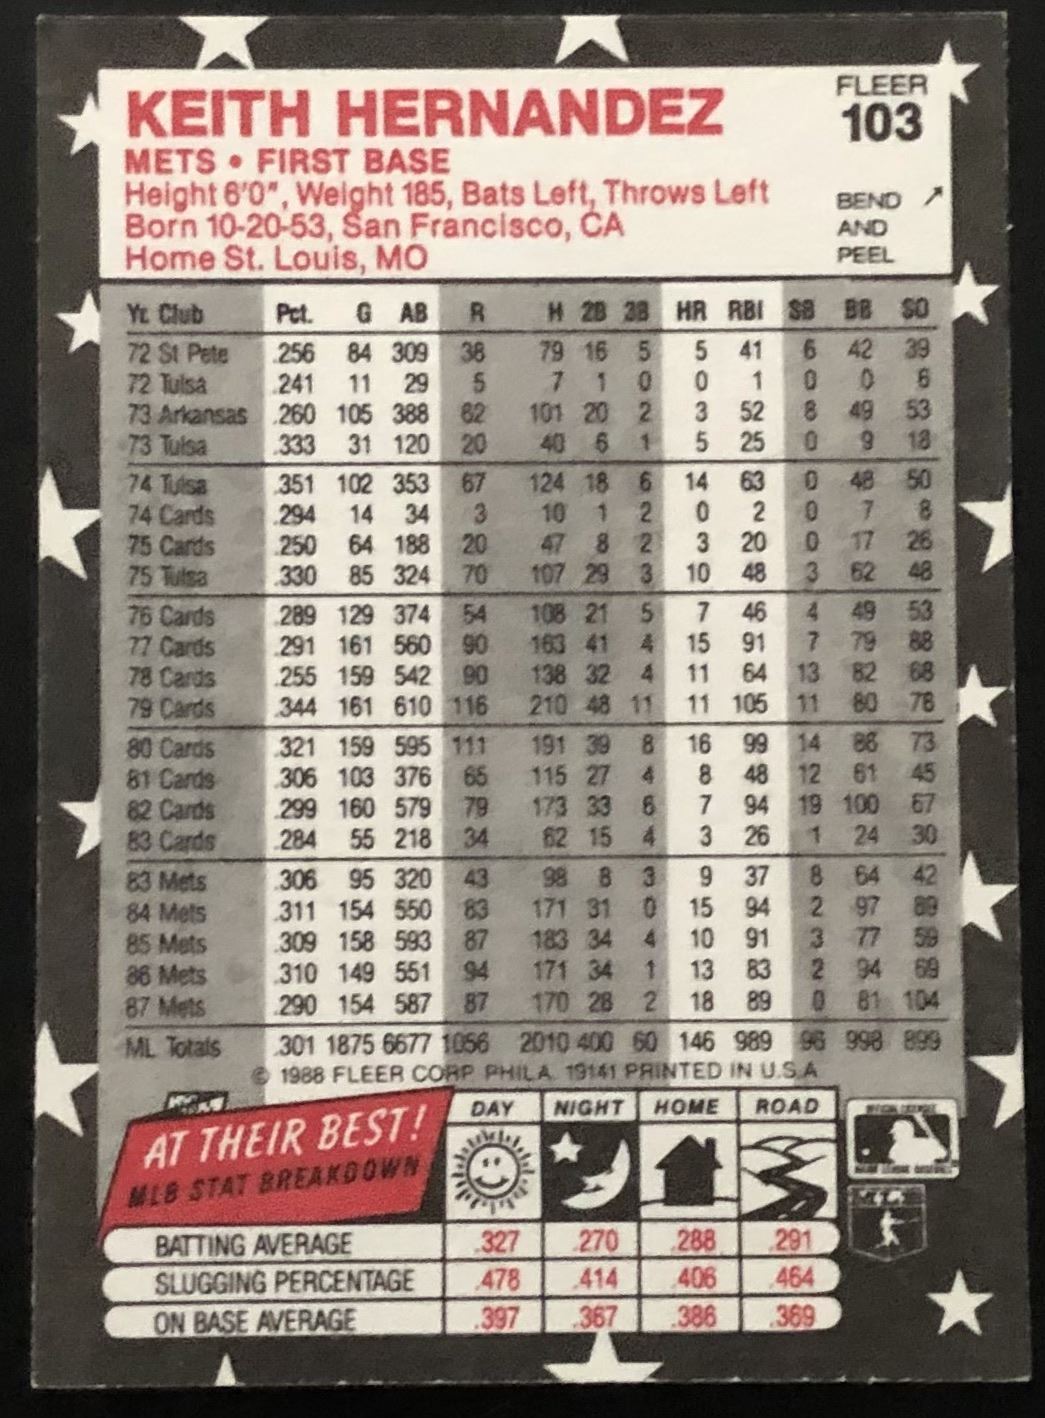 KEITH HERNANDEZ
FLEER
103
METS • FIRST BASE
Height 6'0", Weight 185, Bats Left, Throws Left
Born 10-20-53, San Francisco, CA
Home St. Louis, MO
BEND
AND
PEEL
Yr. Club Pct. G AB R H 2B 3B HR RBI SB BB SO
72 St Pete .256 84 309 38 79 16 5 5 41 6 42 39
72 Tulsa .241 11 29 5 7 1 0 0 1 0 0 6
73 Arkansas .260 105 388 62 101 20 2 3 52 8 49 53
73 Tulsa .333 31 120 20 40 6 1 5 25 0 9 18
74 Tulsa .351 102 353 67 124 18 6 14 63 0 48 50
74 Cards .294 14 34 3 10 1 2 0 2 0 7 8
75 Cards .250 64 188 20 47 8 2 3 20 0 17 26
75 Tulsa .330 85 324 70 107 29 3 10 48 3 62 48
76 Cards .289 129 374 54 108 21 5 7 46 4 49 53
77 Cards .291 161 560 90 163 41 4 15 91 7 79 88
78 Cards .255 159 542 90 138 32 4 11 64 13 82 68
79 Cards .344 161 610 116 210 48 11 11 105 11 80 78
80 Cards .321 159 595 111 191 39 8 16 99 14 86 73
81 Cards .306 103 376 65 115 27 4 8 48 12 61 45
82 Cards .299 160 579 79 173 33 6 7 94 19 100 67
83 Cards .284 55 218 34 62 15 4 3 26 1 24 30
83 Mets .306 95 320 43 98 8 3 9 37 8 64 42
84 Mets .311 154 550 83 171 31 0 15 94 2 97 89
85 Mets .309 158 593 87 183 34 4 10 91 3 77 59
86 Mets .310 149 551 94 171 34 1 13 83 2 94 69
87 Mets .290 154 587 87 170 28 2 18 89 0 81 104
ML Totals .301 1875 6677 1056 2010 400 60 146 989 96 998 899
© 1988 FLEER CORP. PHILA. 19141 PRINTED IN U.S.A.
AT THEIR BEST!
MLB STAT BREAKDOWN
DAY NIGHT HOME ROAD
BATTING AVERAGE .327 .270 .288 .291
SLUGGING PERCENTAGE .478 .414 .406 .464
ON BASE AVERAGE .397 .367 .386 .369